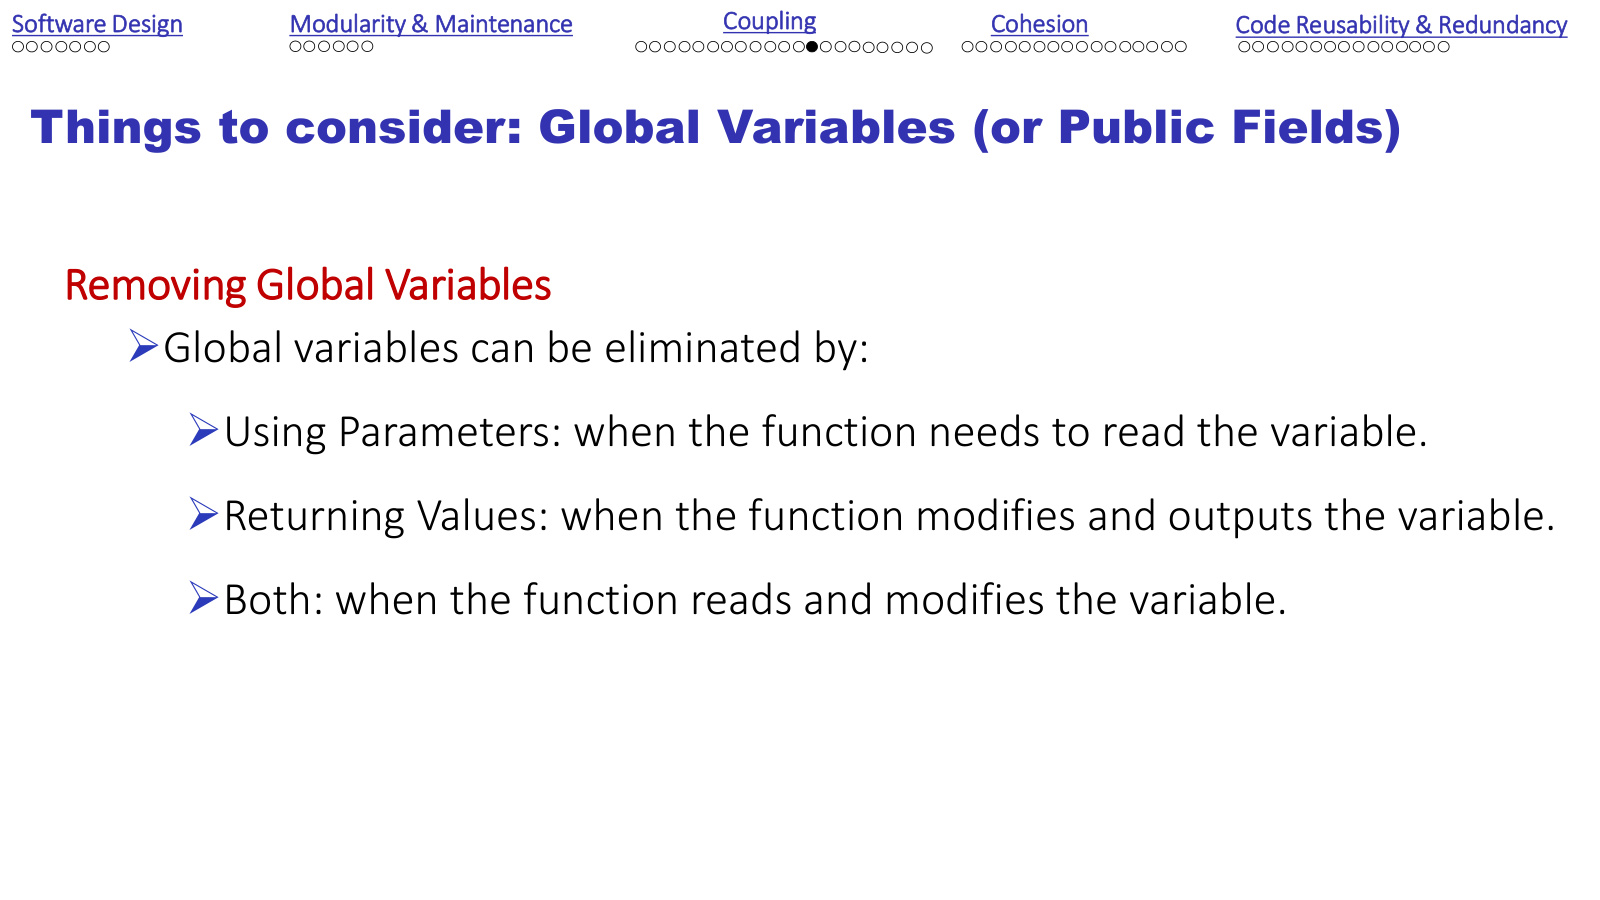 Software Design
Modularity & Maintenance
Coupling
Cohesion
Code Reusability & Redundancy
Things to consider: Global Variables (or Public Fields)
Removing Global Variables
Global variables can be eliminated by:
Using Parameters: when the function needs to read the variable.
Returning Values: when the function modifies and outputs the variable.
Both: when the function reads and modifies the variable.